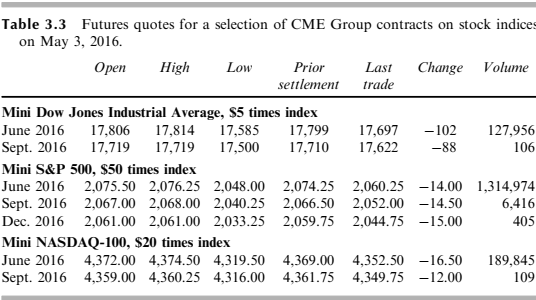 Table 3.3 Futures quotes for a selection of CME Group contracts on stock indices
on May 3, 2016.
Open High Low Prior settlement Last trade Change Volume
Mini Dow Jones Industrial Average, $5 times index
June 2016 17,806 17,814 17,585 17,799 17,697 −102 127,956
Sept. 2016 17,719 17,719 17,500 17,710 17,622 −88 106
Mini S&P 500, $50 times index
June 2016 2,075.50 2,076.25 2,048.00 2,074.25 2,060.25 −14.00 1,314,974
Sept. 2016 2,067.00 2,068.00 2,040.25 2,066.50 2,052.00 −14.50 6,416
Dec. 2016 2,061.00 2,061.00 2,033.25 2,059.75 2,044.75 −15.00 405
Mini NASDAQ-100, $20 times index
June 2016 4,372.00 4,374.50 4,319.50 4,369.00 4,352.50 −16.50 189,845
Sept. 2016 4,359.00 4,360.25 4,316.00 4,361.75 4,349.75 −12.00 109